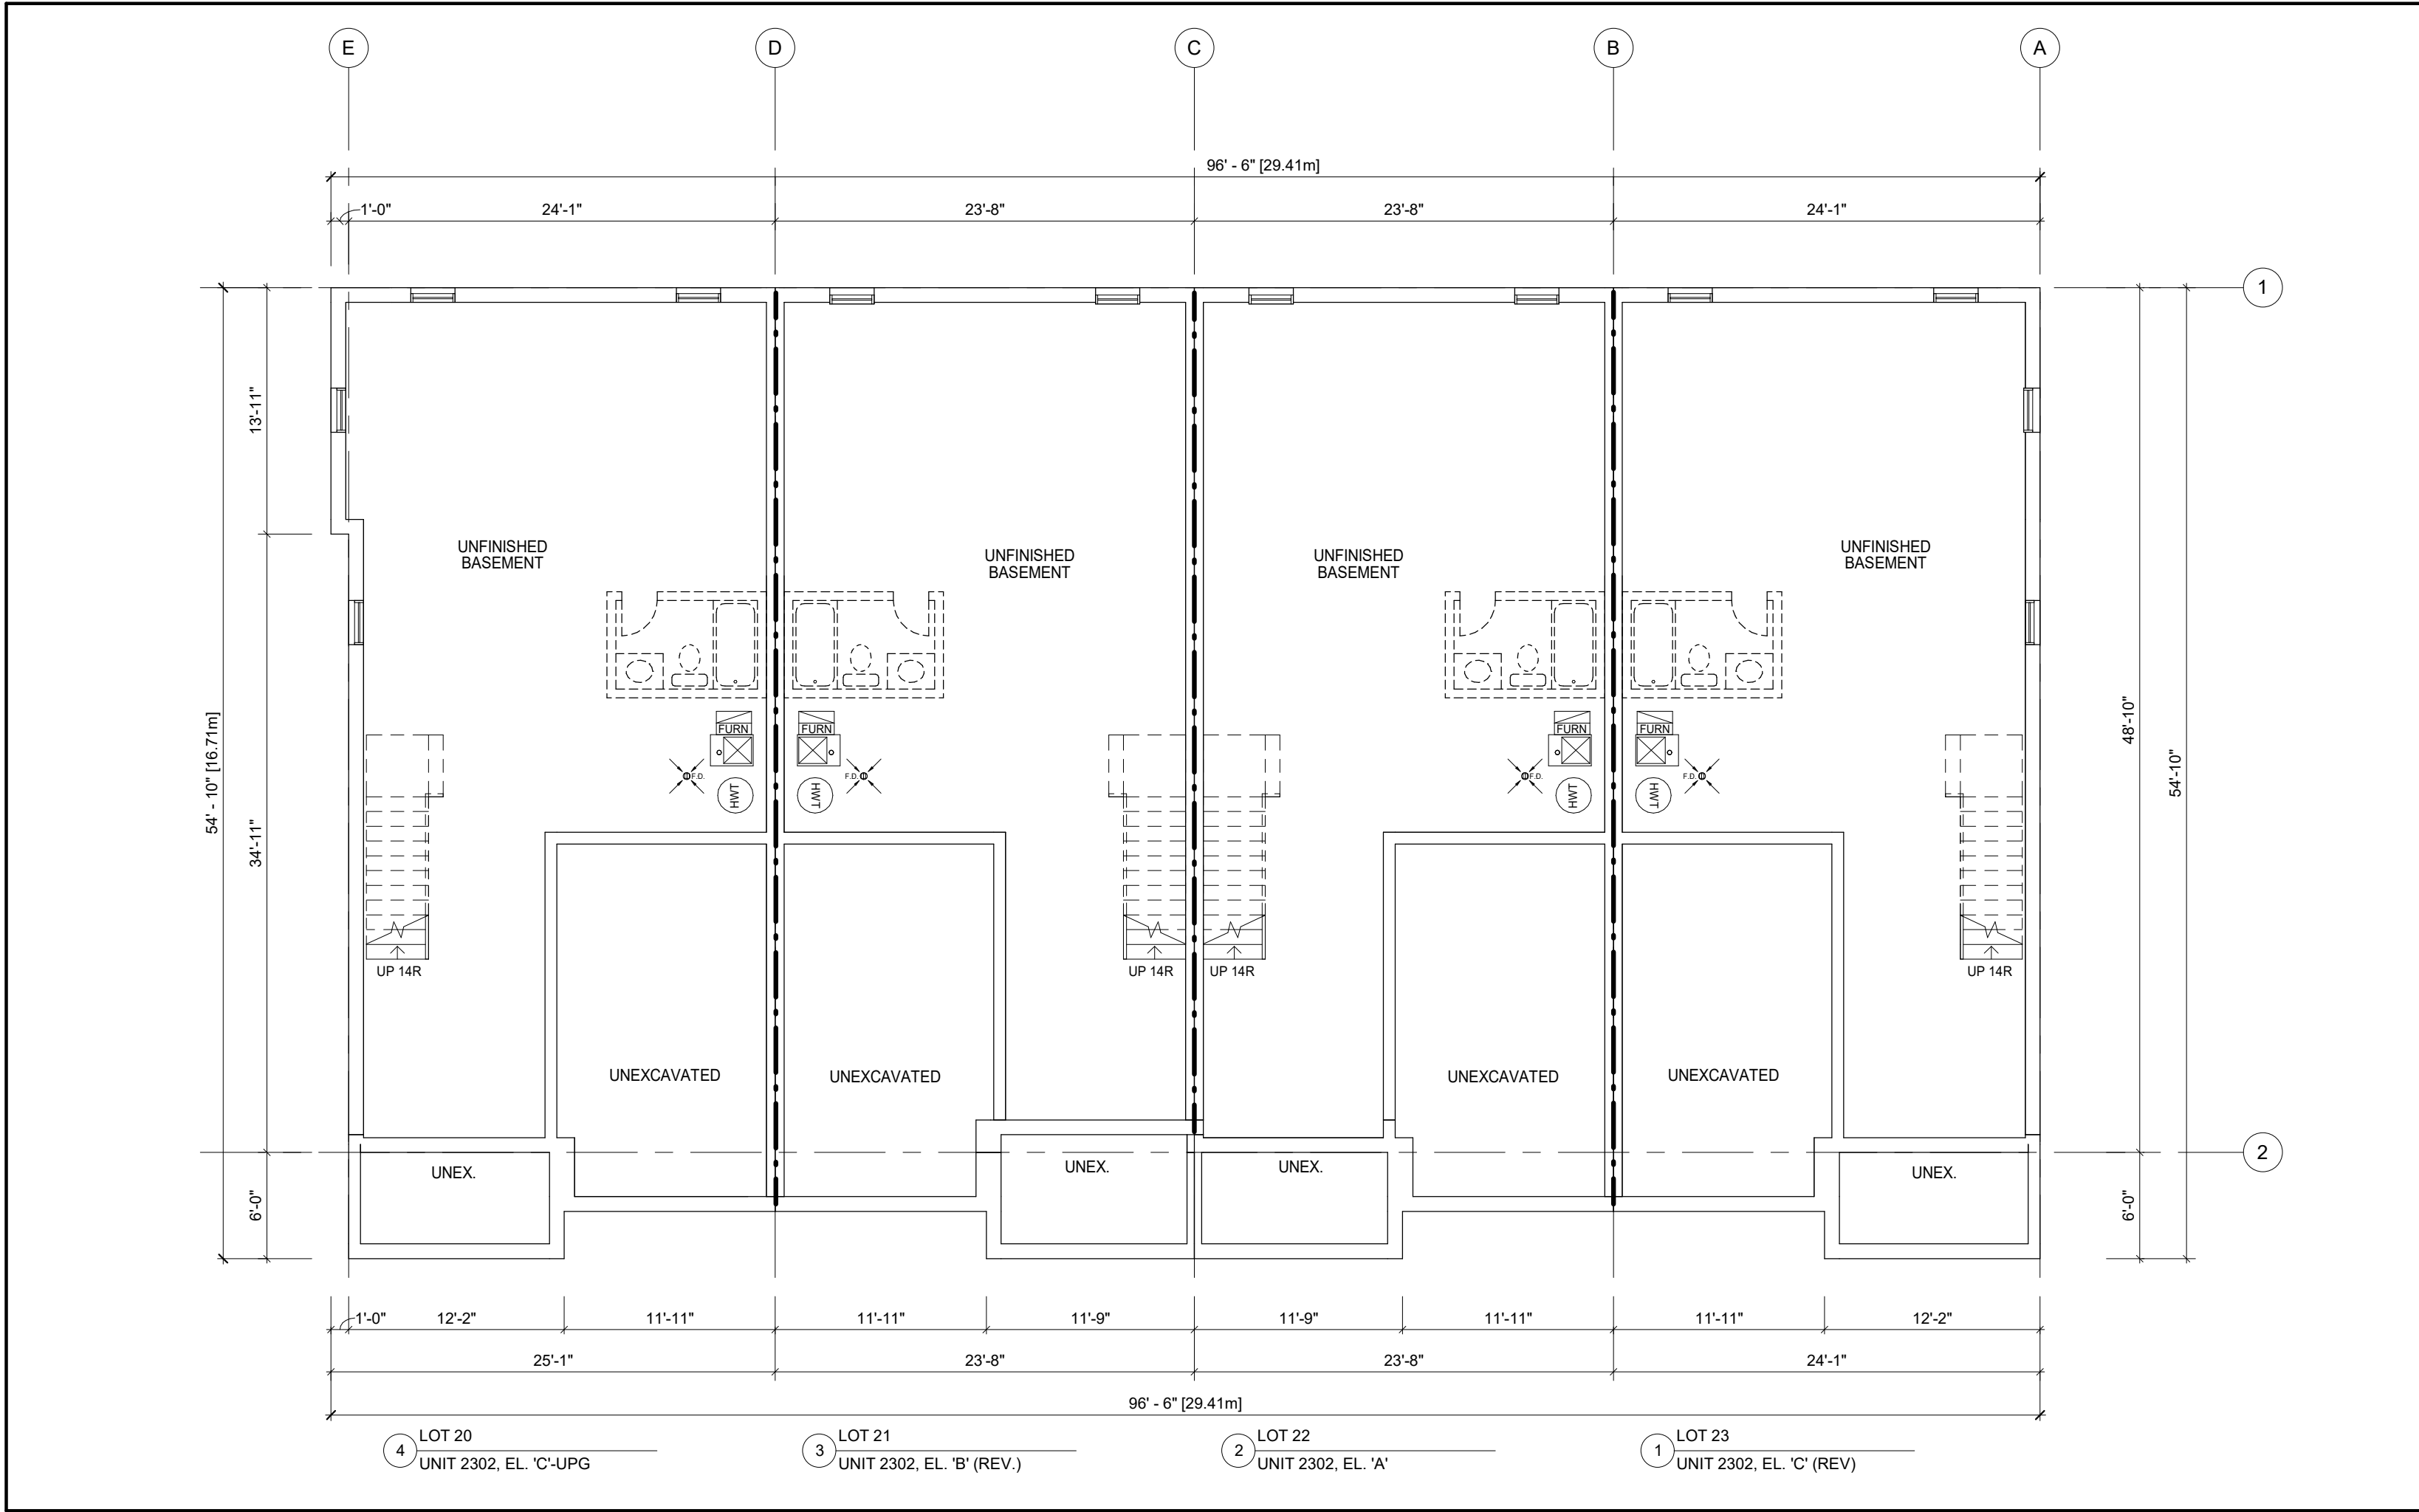 E
D
C
B
A
96' - 6" [29.41m]
1'-0"
24'-1"
23'-8"
23'-8"
24'-1"
1
13'-11"
54' - 10" [16.71m]
34'-11"
6'-0"
48'-10"
54'-10"
6'-0"
2
UNFINISHED
BASEMENT
UNFINISHED
BASEMENT
UNFINISHED
BASEMENT
UNFINISHED
BASEMENT
FURN
FURN
FURN
FURN
F.D.
F.D.
F.D.
F.D.
HWT
HWT
HWT
HWT
UP 14R
UP 14R
UP 14R
UP 14R
UNEXCAVATED
UNEXCAVATED
UNEXCAVATED
UNEXCAVATED
UNEX.
UNEX.
UNEX.
UNEX.
1'-0"
12'-2"
11'-11"
11'-11"
11'-9"
11'-9"
11'-11"
11'-11"
12'-2"
25'-1"
23'-8"
23'-8"
24'-1"
96' - 6" [29.41m]
4
LOT 20
UNIT 2302, EL. 'C'-UPG
3
LOT 21
UNIT 2302, EL. 'B' (REV.)
2
LOT 22
UNIT 2302, EL. 'A'
1
LOT 23
UNIT 2302, EL. 'C' (REV)